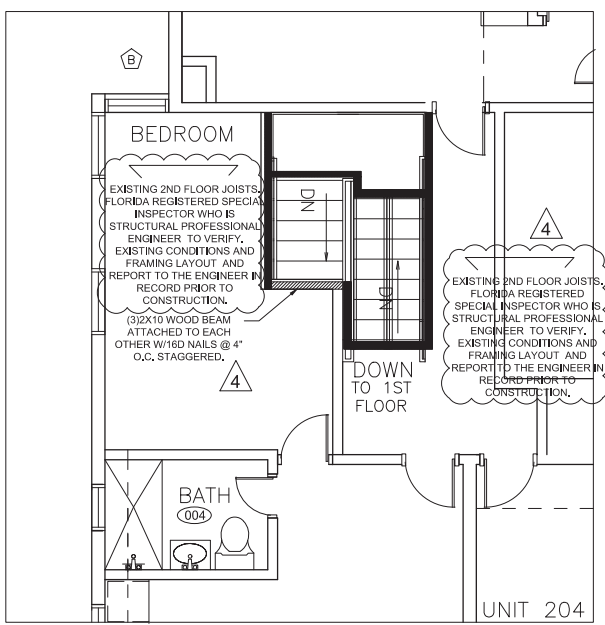 B
BEDROOM
EXISTING 2ND FLOOR JOISTS.
FLORIDA REGISTERED SPECIAL
INSPECTOR WHO IS
STRUCTURAL PROFESSIONAL
ENGINEER TO VERIFY.
EXISTING CONDITIONS AND
FRAMING LAYOUT AND
REPORT TO THE ENGINEER IN
RECORD PRIOR TO
CONSTRUCTION.
(3)2X10 WOOD BEAM
ATTACHED TO EACH
OTHER W/16D NAILS @ 4"
O.C. STAGGERED.
4
DN
DN
DOWN
TO 1ST
FLOOR
4
EXISTING 2ND FLOOR JOISTS.
FLORIDA REGISTERED
SPECIAL INSPECTOR WHO IS
STRUCTURAL PROFESSIONAL
ENGINEER TO VERIFY.
EXISTING CONDITIONS AND
FRAMING LAYOUT AND
REPORT TO THE ENGINEER IN
RECORD PRIOR TO
CONSTRUCTION.
BATH
004
UNIT 204